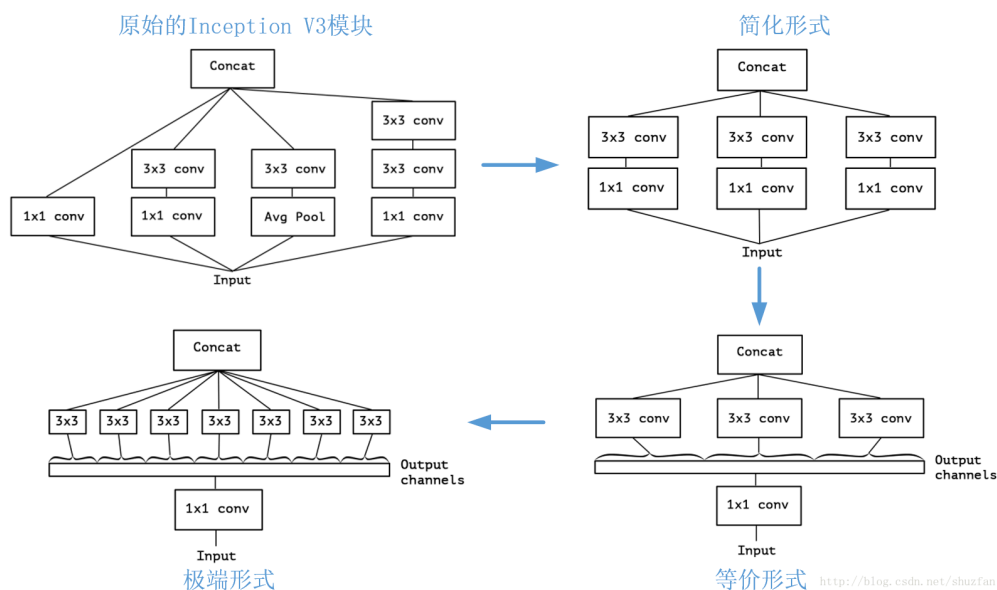 原始的Inception V3模块
Concat
3x3 conv
3x3 conv
3x3 conv
3x3 conv
1x1 conv
1x1 conv
Avg Pool
1x1 conv
Input
简化形式
Concat
3x3 conv
3x3 conv
3x3 conv
1x1 conv
1x1 conv
1x1 conv
Input
Concat
3x3 conv
3x3 conv
3x3 conv
Output
channels
1x1 conv
Input
等价形式
Concat
3x3
3x3
3x3
3x3
3x3
3x3
3x3
Output
channels
1x1 conv
Input
极端形式
http://blog.csdn.net/shuzfan